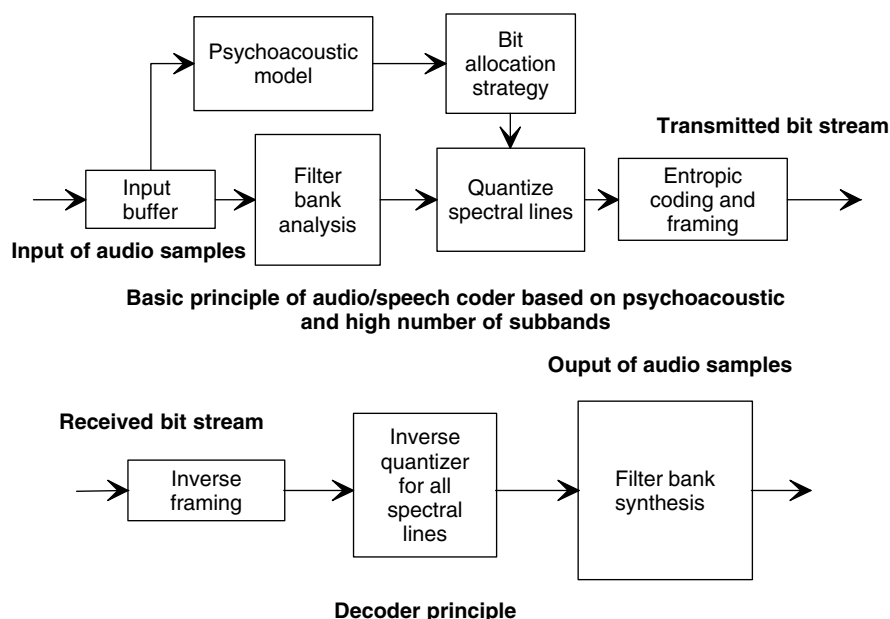 Psychoacoustic
model
Bit
allocation
strategy
Transmitted bit stream
Input
buffer
Filter
bank
analysis
Quantize
spectral lines
Entropic
coding and
framing
Input of audio samples
Basic principle of audio/speech coder based on psychoacoustic
and high number of subbands
Ouput of audio samples
Received bit stream
Inverse
framing
Inverse
quantizer
for all
spectral
lines
Filter bank
synthesis
Decoder principle